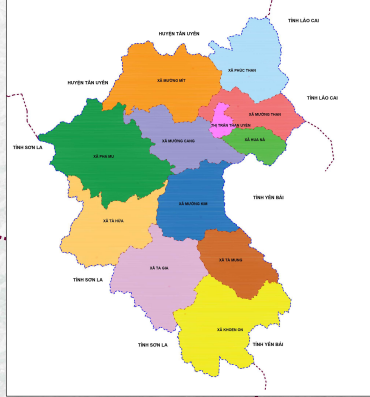 TỈNH LÀO CAI
HUYỆN TÂN UYÊN
XÃ PHÚC THAN
HUYỆN TÂN UYÊN
XÃ MƯỜNG MÍT
TỈNH LÀO CAI
XÃ MƯỜNG THAN
THỊ TRẤN THAN UYÊN
XÃ MƯỜNG CANG
XÃ HUA NÀ
TỈNH SƠN LA
XÃ PHA MU
TỈNH YÊN BÁI
XÃ MƯỜNG KIM
XÃ TÀ HỪA
XÃ TÀ MUNG
XÃ TÀ GIA
TỈNH SƠN LA
XÃ KHOEN ON
TỈNH SƠN LA
TỈNH YÊN BÁI